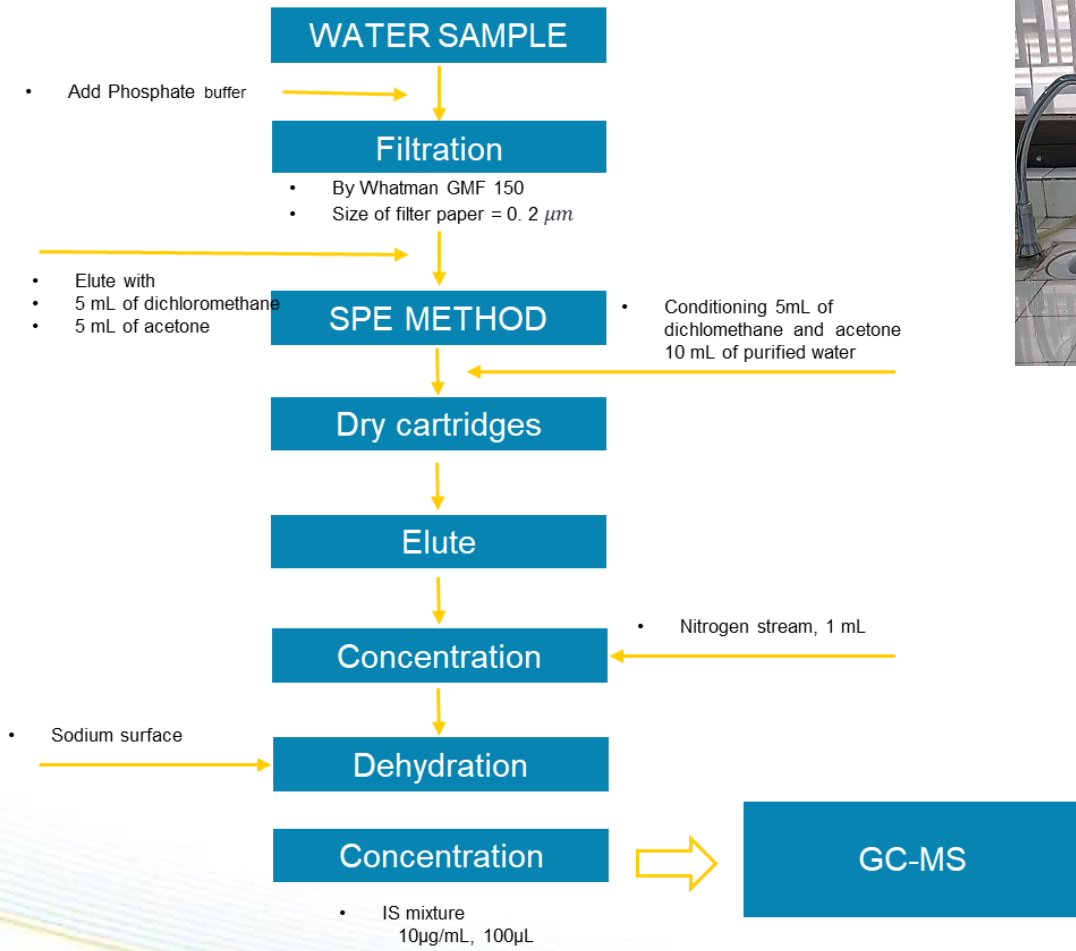 WATER SAMPLE
• Add Phosphate buffer
Filtration
• By Whatman GMF 150
• Size of filter paper = 0. 2 𝜇𝑚
• Elute with
• 5 mL of dichloromethane
• 5 mL of acetone
SPE METHOD
• Conditioning 5mL of
dichlomethane and acetone
10 mL of purified water
Dry cartridges
Elute
Concentration
• Nitrogen stream, 1 mL
• Sodium surface
Dehydration
Concentration
GC-MS
• IS mixture
10µg/mL, 100µL